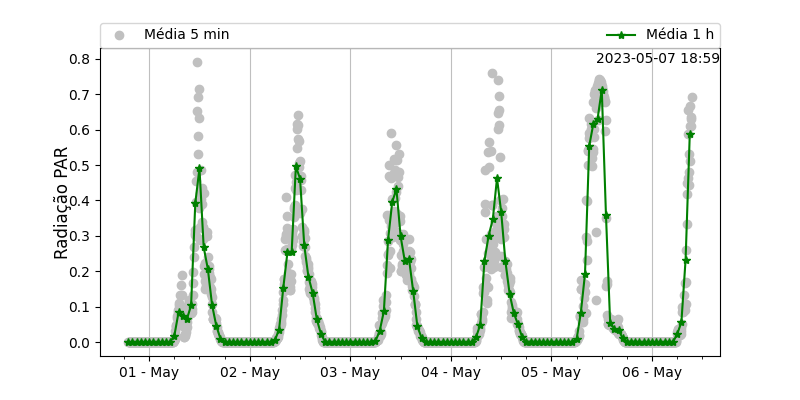 Média 5 min
Média 1 h
2023-05-07 18:59
Radiação PAR
0.8
0.7
0.6
0.5
0.4
0.3
0.2
0.1
0.0
01 - May
02 - May
03 - May
04 - May
05 - May
06 - May